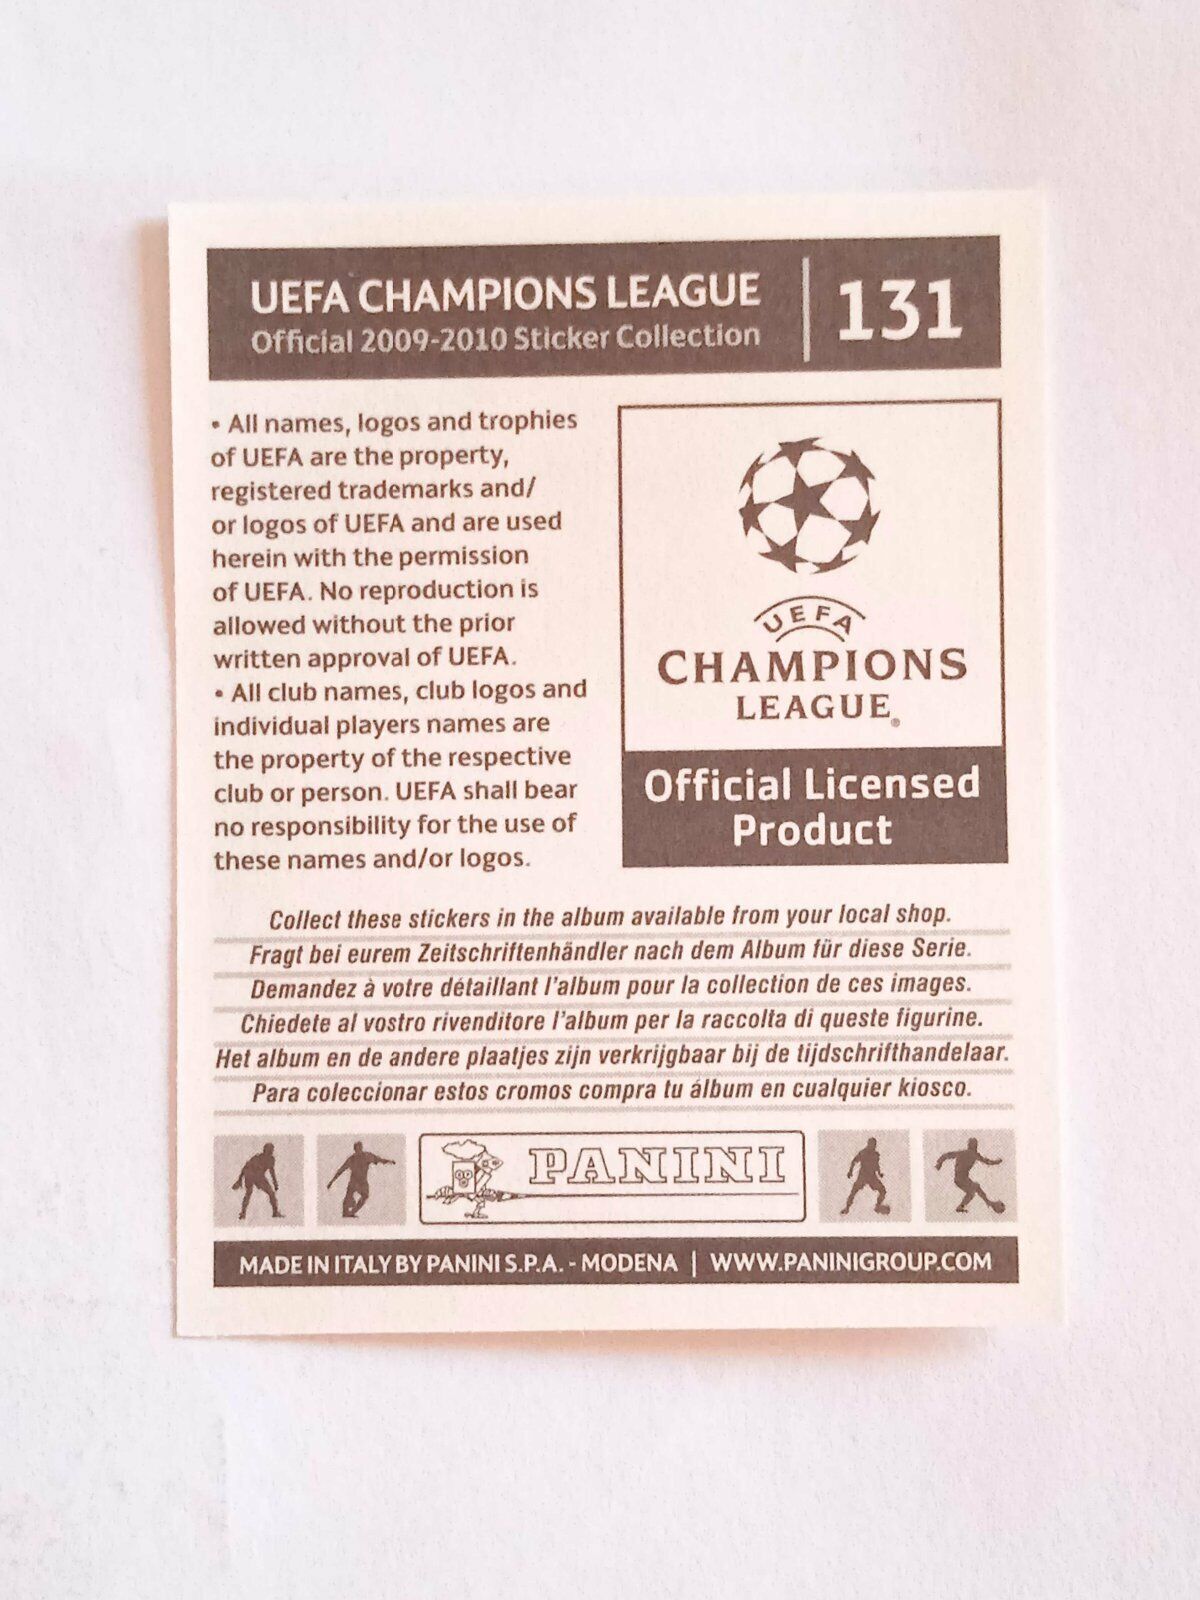 UEFA CHAMPIONS LEAGUE
Official 2009-2010 Sticker Collection
131
• All names, logos and trophies
of UEFA are the property,
registered trademarks and/
or logos of UEFA and are used
herein with the permission
of UEFA. No reproduction is
allowed without the prior
written approval of UEFA.
• All club names, club logos and
individual players names are
the property of the respective
club or person. UEFA shall bear
no responsibility for the use of
these names and/or logos.
UEFA
CHAMPIONS
LEAGUE®
Official Licensed
Product
Collect these stickers in the album available from your local shop.
Fragt bei eurem Zeitschriftenhändler nach dem Album für diese Serie.
Demandez à votre détaillant l'album pour la collection de ces images.
Chiedete al vostro rivenditore l'album per la raccolta di queste figurine.
Het album en de andere plaatjes zijn verkrijgbaar bij de tijdschrifthandelaar.
Para coleccionar estos cromos compra tu álbum en cualquier kiosco.
PANINI
MADE IN ITALY BY PANINI S.P.A. - MODENA | WWW.PANINIGROUP.COM